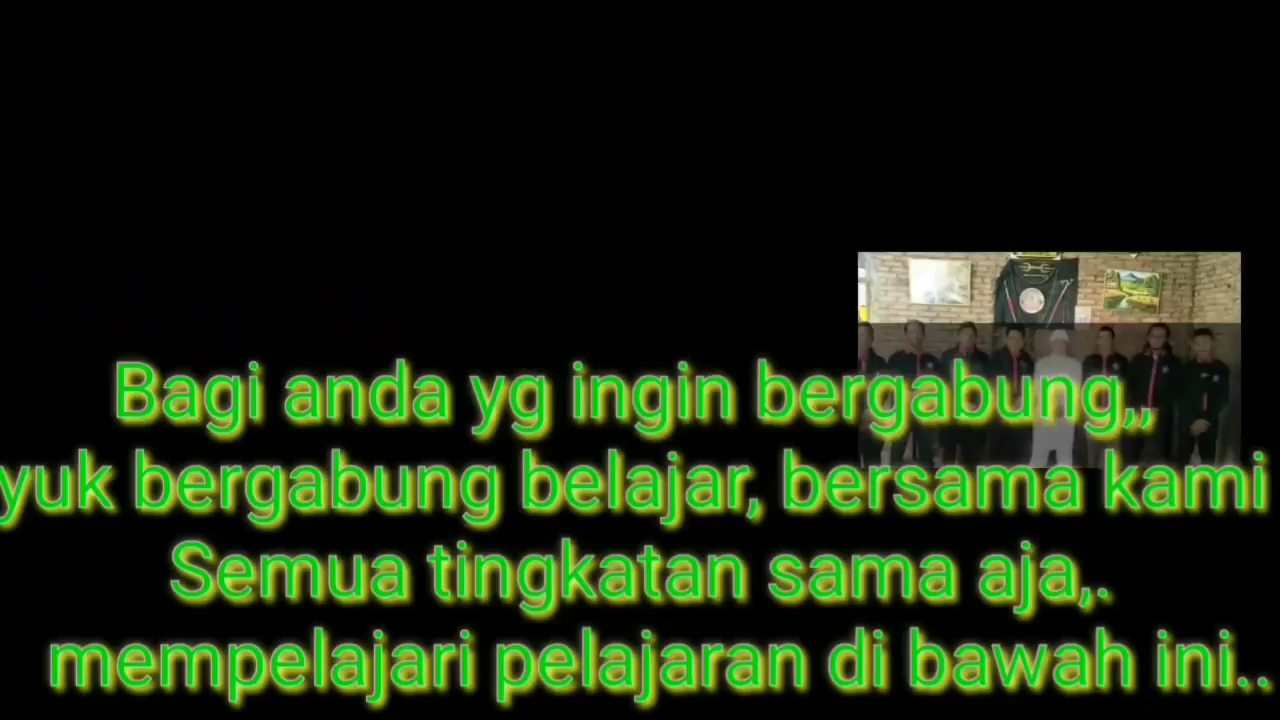 Bagi anda yg ingin bergabung,,
yuk bergabung belajar, bersama kami
Semua tingkatan sama aja,.
mempelajari pelajaran di bawah ini..